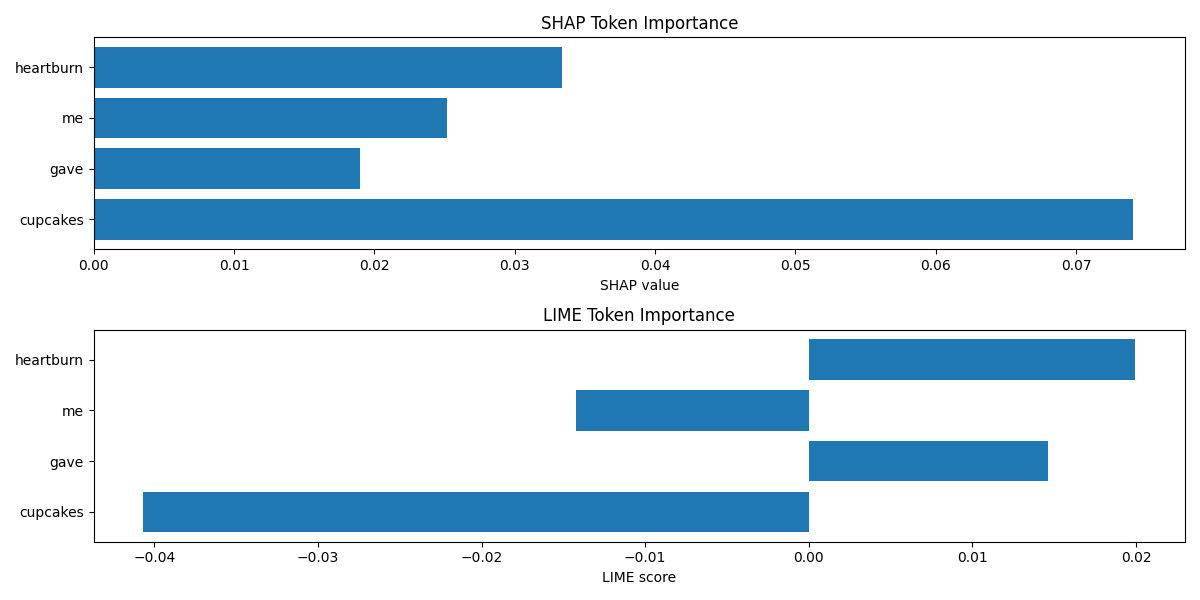 SHAP Token Importance
heartburn
me
gave
cupcakes
0.00 0.01 0.02 0.03 0.04 0.05 0.06 0.07
SHAP value
LIME Token Importance
heartburn
me
gave
cupcakes
−0.04 −0.03 −0.02 −0.01 0.00 0.01 0.02
LIME score